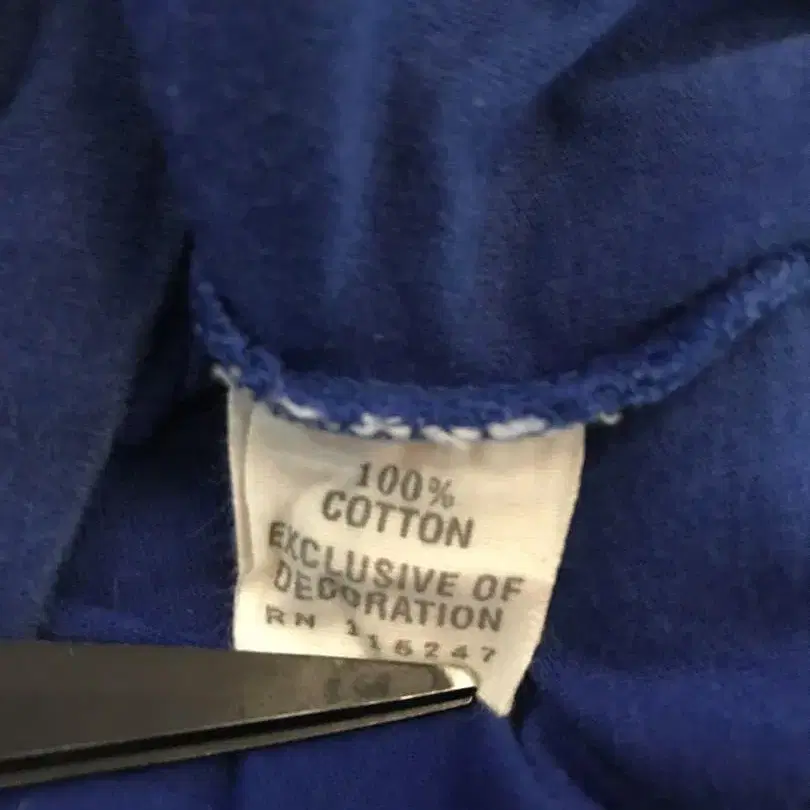 100%
COTTON
EXCLUSIVE OF
DECORATION
RN 116247